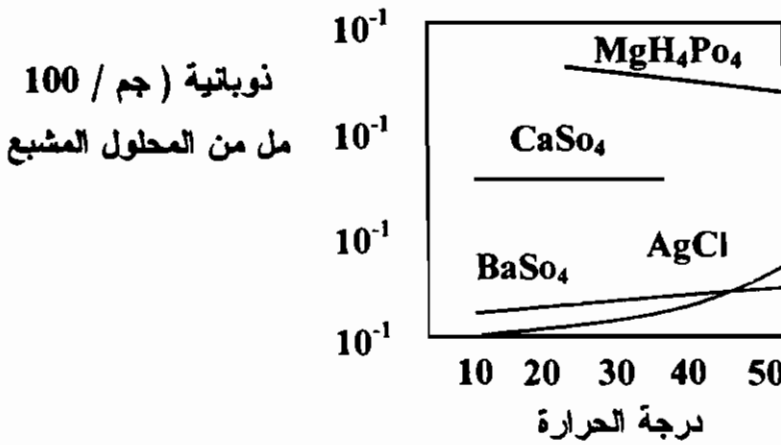 ذوبانية ( جم / 100
مل من المحلول المشبع
10⁻¹
10⁻¹
10⁻¹
10⁻¹
MgH₄Po₄
CaSo₄
AgCl
BaSo₄
10 20 30 40 50
درجة الحرارة